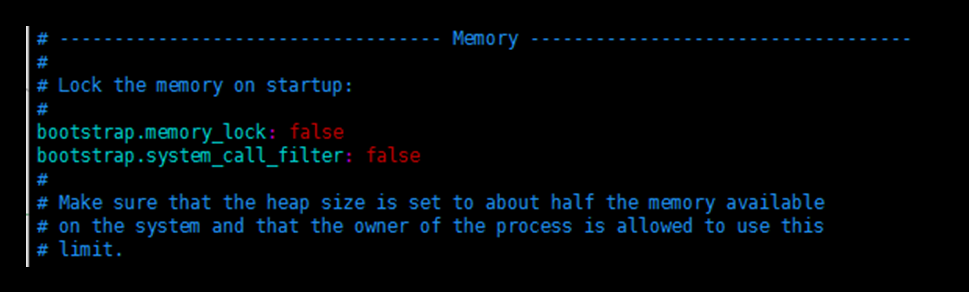 # ----------------------------------- Memory -----------------------------------
#
# Lock the memory on startup:
#
bootstrap.memory_lock: false
bootstrap.system_call_filter: false
#
# Make sure that the heap size is set to about half the memory available
# on the system and that the owner of the process is allowed to use this
# limit.